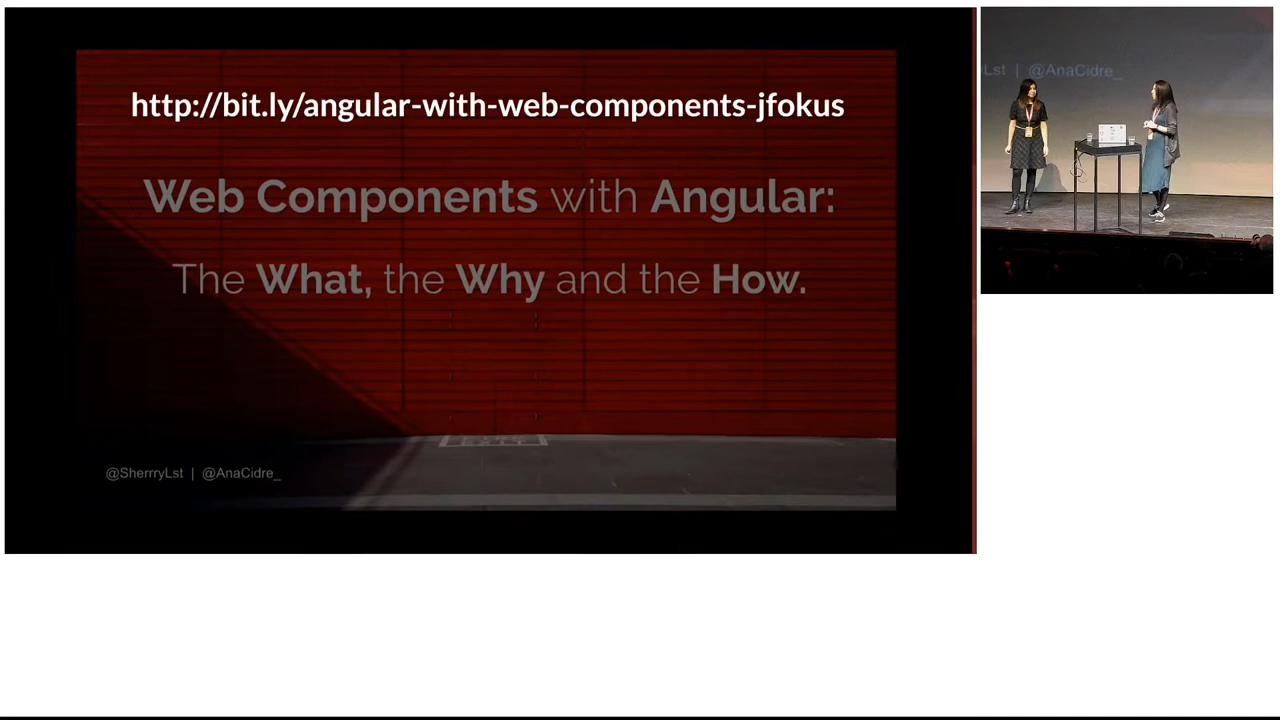 http://bit.ly/angular-with-web-components-jfokus
Web Components with Angular:
The What, the Why and the How.
@SherrryLst | @AnaCidre_
Lst | @AnaCidre_